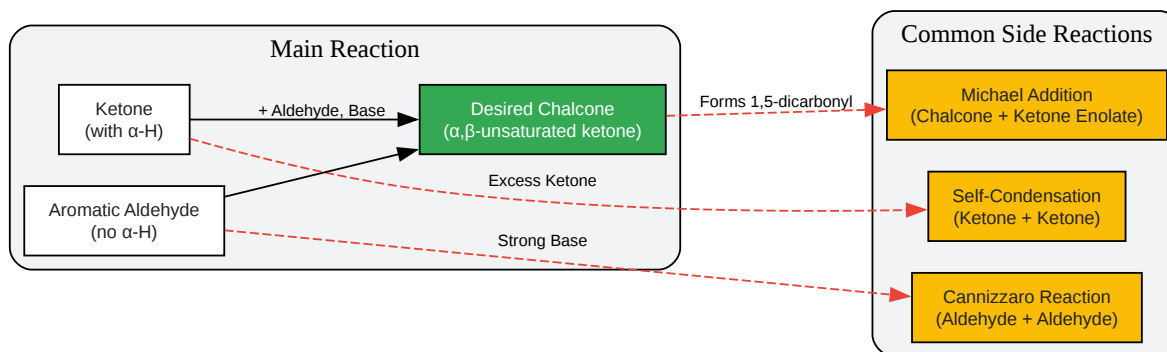 Main Reaction
Ketone
(with α-H)
+ Aldehyde, Base
Desired Chalcone
(α,β-unsaturated ketone)
Aromatic Aldehyde
(no α-H)
Forms 1,5-dicarbonyl
Excess Ketone
Strong Base
Common Side Reactions
Michael Addition
(Chalcone + Ketone Enolate)
Self-Condensation
(Ketone + Ketone)
Cannizzaro Reaction
(Aldehyde + Aldehyde)